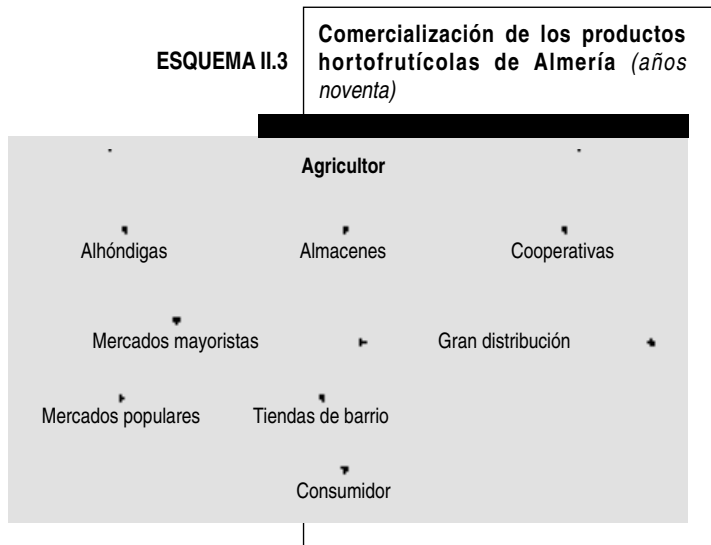 ESQUEMA II.3
Comercialización de los productos
hortofrutícolas de Almería (años
noventa)
Agricultor
Alhóndigas Almacenes Cooperativas
Mercados mayoristas Gran distribución
Mercados populares Tiendas de barrio
Consumidor